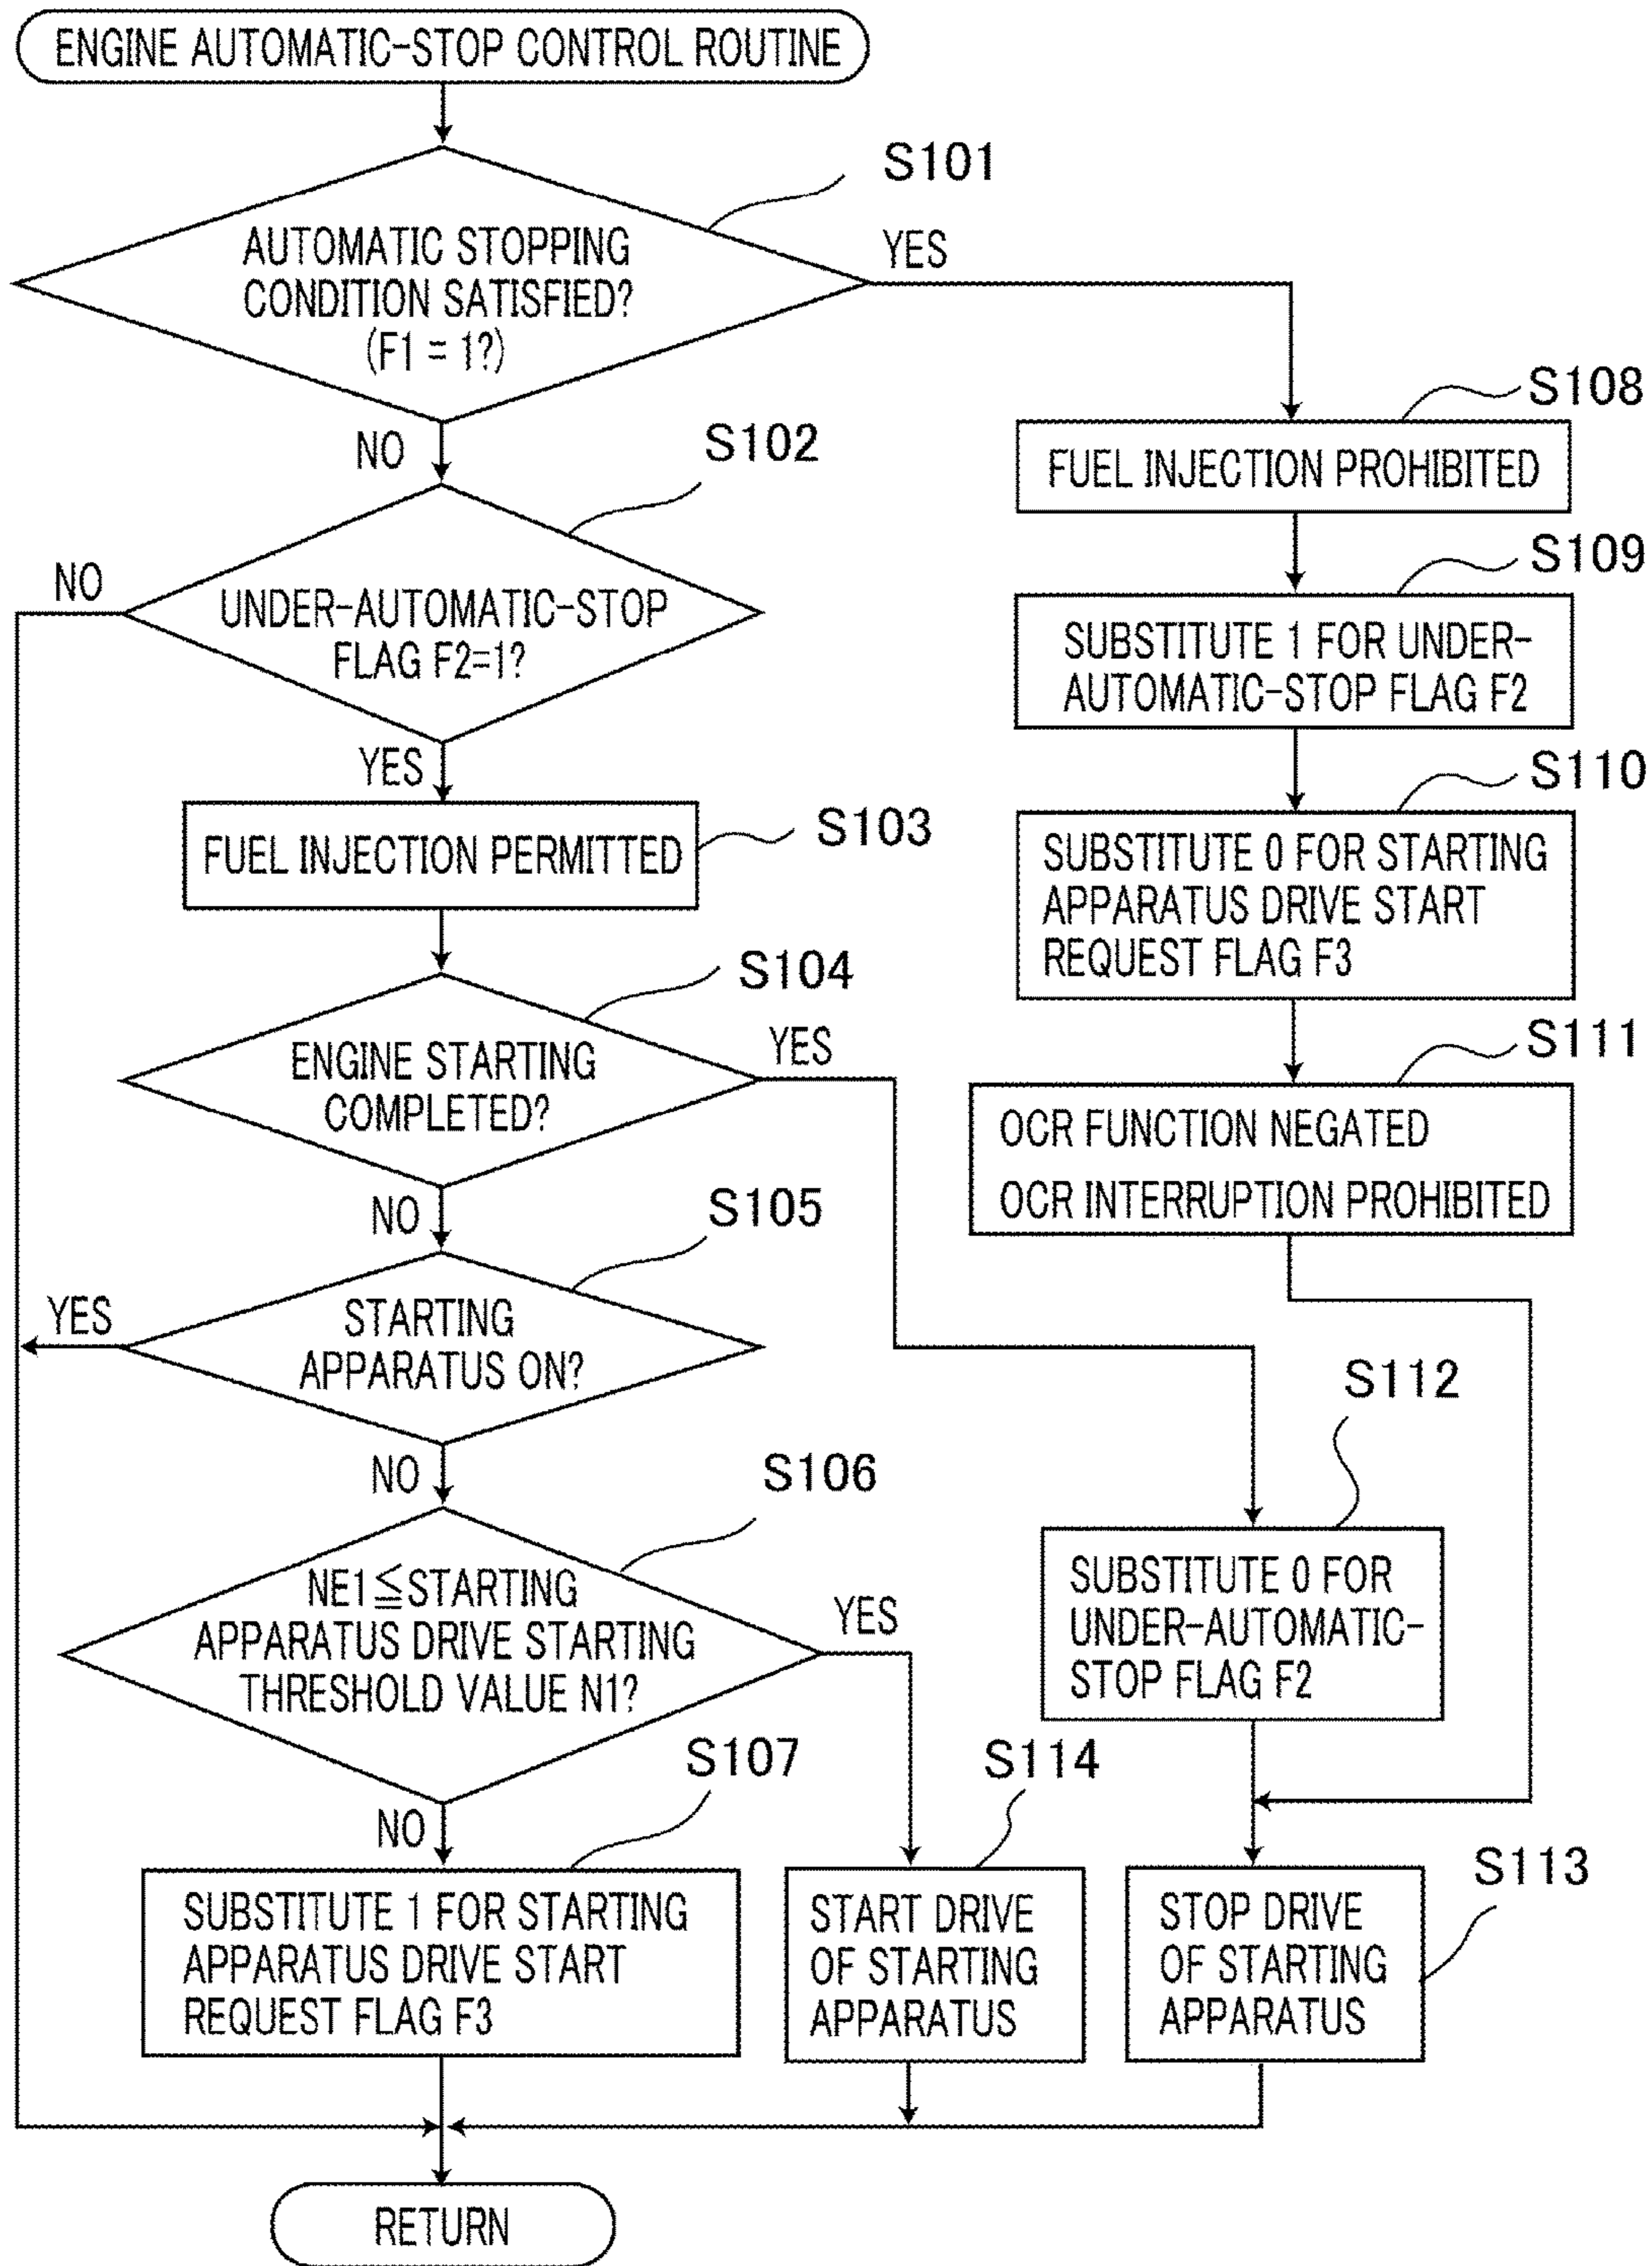 ENGINE AUTOMATIC-STOP CONTROL ROUTINE
S101
AUTOMATIC STOPPING
CONDITION SATISFIED?
(F1 = 1?)
YES
NO
S102
UNDER-AUTOMATIC-STOP
FLAG F2=1?
NO
YES
S103
FUEL INJECTION PERMITTED
S104
ENGINE STARTING
COMPLETED?
YES
NO
S105
STARTING
APPARATUS ON?
YES
NO
S106
NE1≦STARTING
APPARATUS DRIVE STARTING
THRESHOLD VALUE N1?
YES
NO
S107
SUBSTITUTE 1 FOR STARTING
APPARATUS DRIVE START
REQUEST FLAG F3
S108
FUEL INJECTION PROHIBITED
S109
SUBSTITUTE 1 FOR UNDER-
AUTOMATIC-STOP FLAG F2
S110
SUBSTITUTE 0 FOR STARTING
APPARATUS DRIVE START
REQUEST FLAG F3
S111
OCR FUNCTION NEGATED
OCR INTERRUPTION PROHIBITED
S112
SUBSTITUTE 0 FOR
UNDER-AUTOMATIC-
STOP FLAG F2
S114
START DRIVE
OF STARTING
APPARATUS
S113
STOP DRIVE
OF STARTING
APPARATUS
RETURN